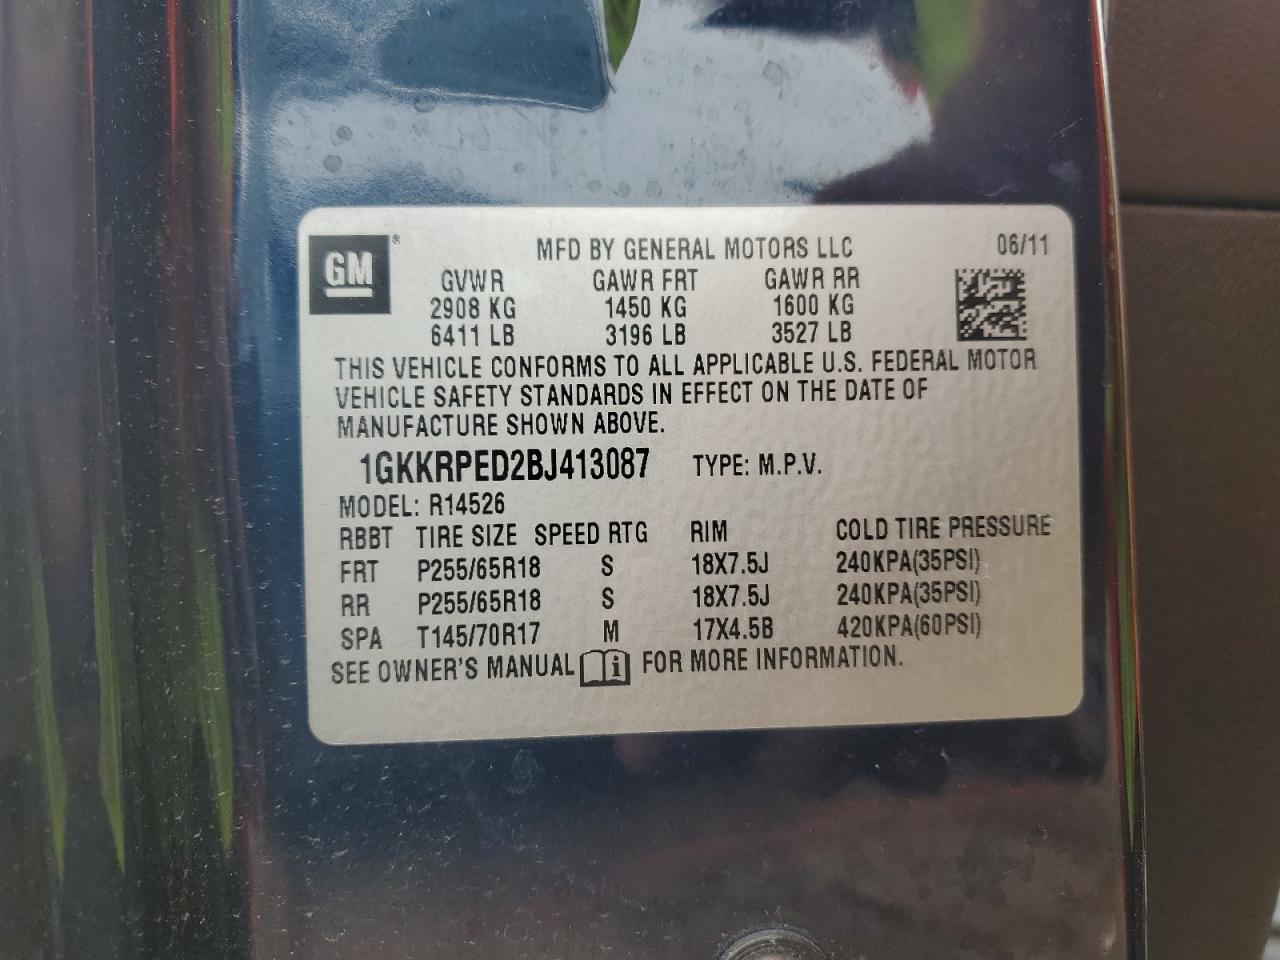 GM® MFD BY GENERAL MOTORS LLC 06/11
GVWR GAWR FRT GAWR RR
2908 KG 1450 KG 1600 KG
6411 LB 3196 LB 3527 LB
THIS VEHICLE CONFORMS TO ALL APPLICABLE U.S. FEDERAL MOTOR
VEHICLE SAFETY STANDARDS IN EFFECT ON THE DATE OF
MANUFACTURE SHOWN ABOVE.
1GKKRPED2BJ413087 TYPE: M.P.V.
MODEL: R14526
RBBT TIRE SIZE SPEED RTG RIM COLD TIRE PRESSURE
FRT P255/65R18 S 18X7.5J 240KPA(35PSI)
RR P255/65R18 S 18X7.5J 240KPA(35PSI)
SPA T145/70R17 M 17X4.5B 420KPA(60PSI)
SEE OWNER'S MANUAL i FOR MORE INFORMATION.